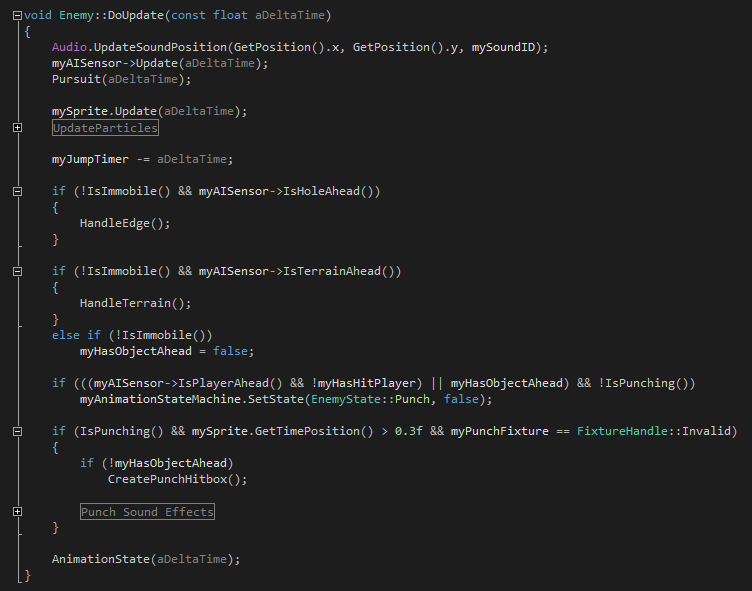 void Enemy::DoUpdate(const float aDeltaTime)
{
    Audio.UpdateSoundPosition(GetPosition().x, GetPosition().y, mySoundID);
    myAISensor->Update(aDeltaTime);
    Pursuit(aDeltaTime);

    mySprite.Update(aDeltaTime);
    UpdateParticles

    myJumpTimer -= aDeltaTime;

    if (!IsImmobile() && myAISensor->IsHoleAhead())
    {
        HandleEdge();
    }

    if (!IsImmobile() && myAISensor->IsTerrainAhead())
    {
        HandleTerrain();
    }
    else if (!IsImmobile())
        myHasObjectAhead = false;

    if (((myAISensor->IsPlayerAhead() && !myHasHitPlayer) || myHasObjectAhead) && !IsPunching())
        myAnimationStateMachine.SetState(EnemyState::Punch, false);

    if (IsPunching() && mySprite.GetTimePosition() > 0.3f && myPunchFixture == FixtureHandle::Invalid)
    {
        if (!myHasObjectAhead)
            CreatePunchHitbox();

        Punch Sound Effects
    }

    AnimationState(aDeltaTime);
}